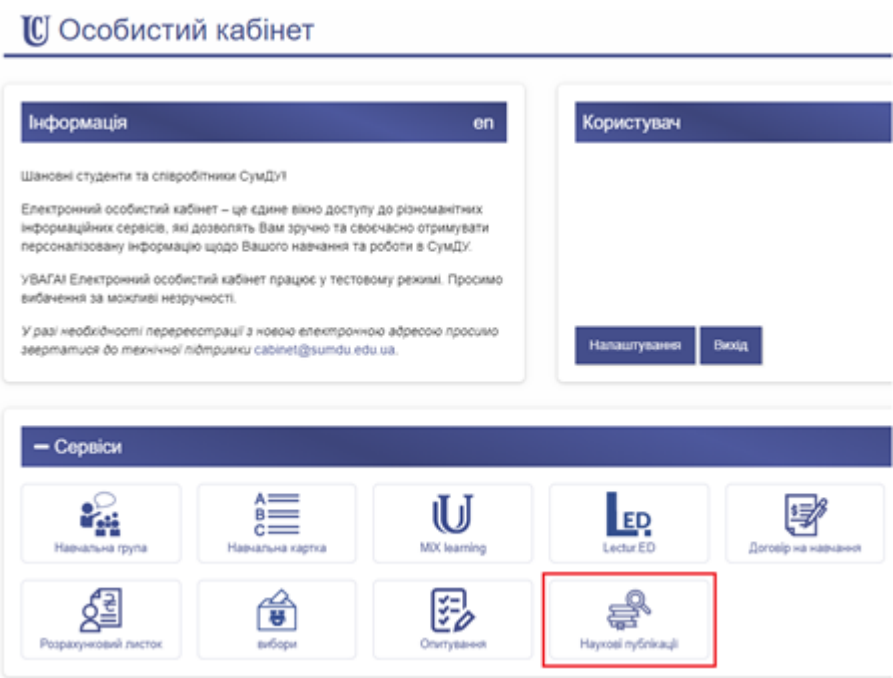 Особистий кабінет
Інформація en
Шановні студенти та співробітники СумДУ!
Електронний особистий кабінет – це єдине вікно доступу до різноманітних
інформаційних сервісів, які дозволять Вам зручно та своєчасно отримувати
персоналізовану інформацію щодо Вашого навчання та роботи в СумДУ.
УВАГА! Електронний особистий кабінет працює у тестовому режимі. Просимо
вибачення за можливі незручності.
У разі необхідності перереєстрації з новою електронною адресою просимо
звертатися до технічної підтримки cabinet@sumdu.edu.ua.
Користувач
Налаштування Вихід
Сервіси
A
B
C
LED
Навчальна група Навчальна картка MiX learning Lectur.ED Договір на навчання
Розрахунковий листок вибори Опитування Наукові публікації